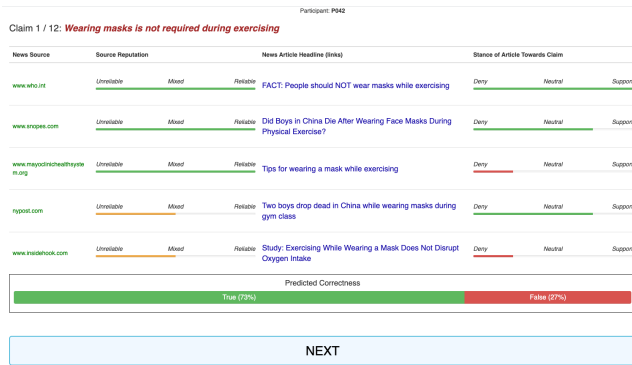 Participant: P042
Claim 1 / 12: Wearing masks is not required during exercising
News Source Source Reputation News Article Headline (links) Stance of Article Towards Claim
Unreliable Mixed Reliable Deny Neutral Suppor
www.who.int FACT: People should NOT wear masks while exercising
Unreliable Mixed Reliable Did Boys in China Die After Wearing Face Masks During Deny Neutral Suppor
www.snopes.com Physical Exercise?
www.mayoclinichealthsyste Unreliable Mixed Reliable Deny Neutral Suppor
m.org Tips for wearing a mask while exercising
Unreliable Mixed Reliable Two boys drop dead in China while wearing masks during Deny Neutral Suppor
nypost.com gym class
Unreliable Mixed Reliable Study: Exercising While Wearing a Mask Does Not Disrupt Deny Neutral Suppor
www.insidehook.com Oxygen Intake
Predicted Correctness
True (73%) False (27%)
NEXT